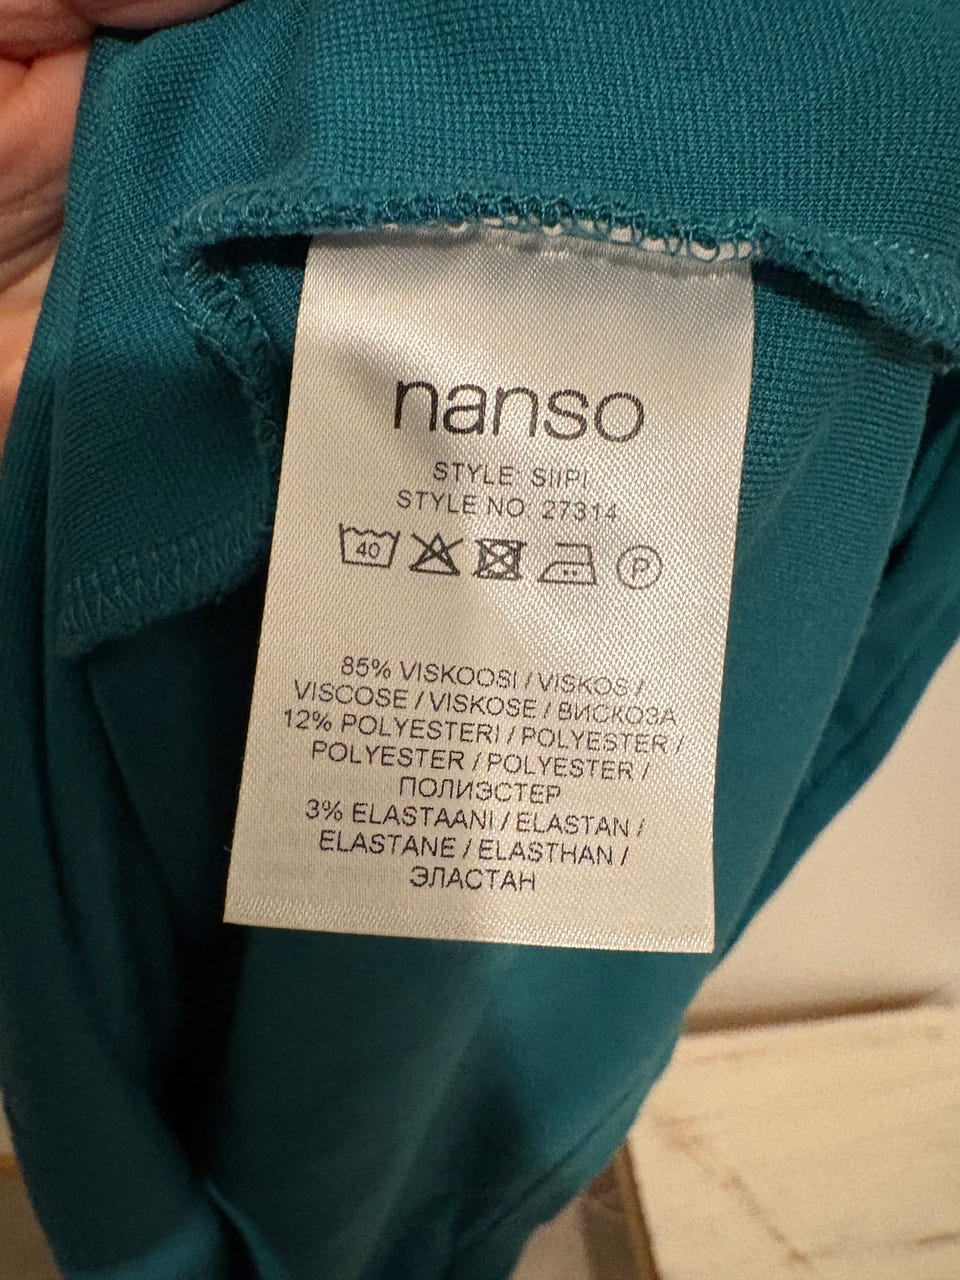 nanso
STYLE: SIIPI
STYLE NO: 27314
40 P
85% VISKOOSI / VISKOS /
VISCOSE / VISKOSE / ВИСКОЗА
12% POLYESTERI / POLYESTER /
POLYESTER / POLYESTER /
ПОЛИЭСТЕР
3% ELASTAANI / ELASTAN /
ELASTANE / ELASTHAN /
ЭЛАСТАН